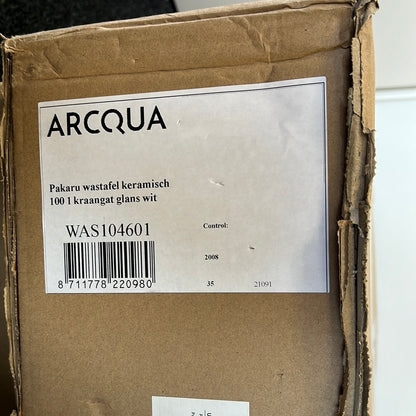 ARCQUA
Pakaru wastafel keramisch
100 1 kraangat glans wit
WAS104601
Control:
2008
8 711778 220980
35 21091